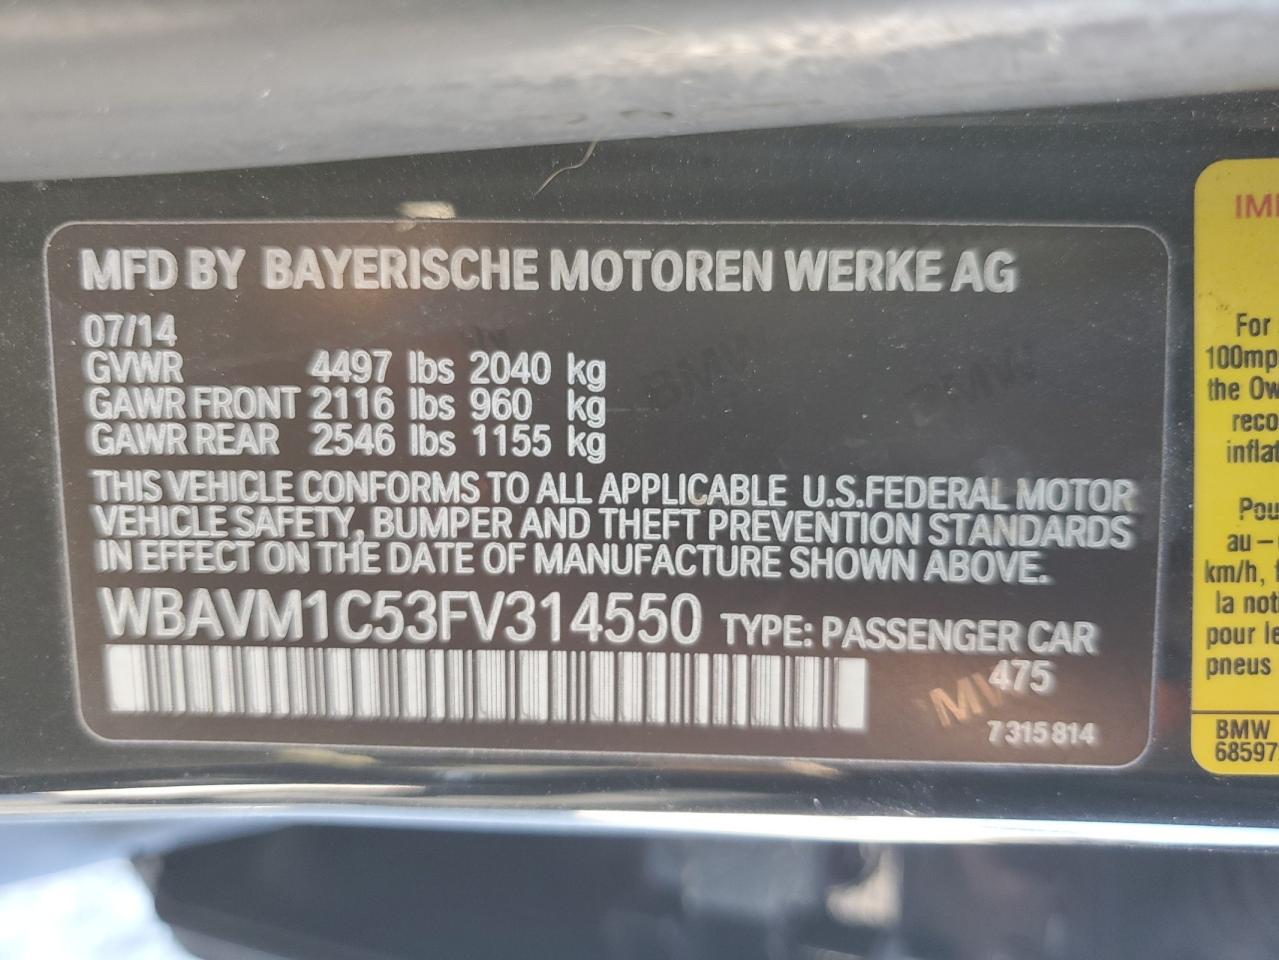 MFD BY BAYERISCHE MOTOREN WERKE AG
07/14
GVWR 4497 lbs 2040 kg
GAWR FRONT 2116 lbs 960 kg
GAWR REAR 2546 lbs 1155 kg
THIS VEHICLE CONFORMS TO ALL APPLICABLE U.S.FEDERAL MOTOR
VEHICLE SAFETY, BUMPER AND THEFT PREVENTION STANDARDS
IN EFFECT ON THE DATE OF MANUFACTURE SHOWN ABOVE.
WBAVM1C53FV314550 TYPE: PASSENGER CAR
475
7 315 814
BMW
BMW
For
100mp
the Ow
reco
inflat
Pou
au –
km/h,
la not
pour le
pneus
BMW